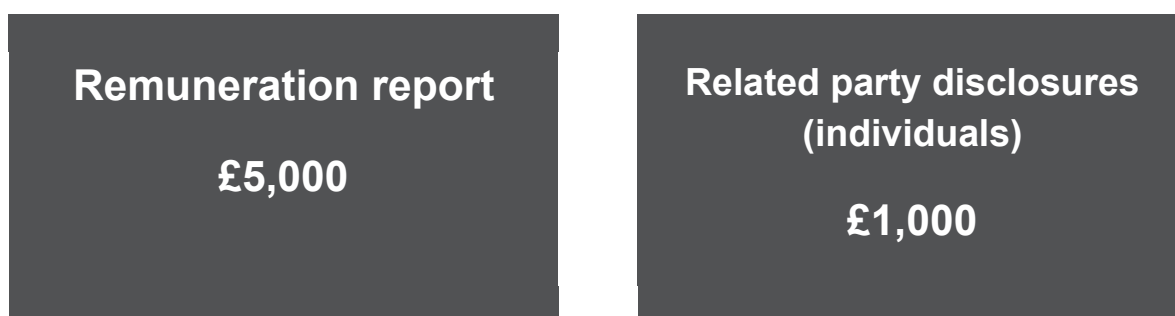 Remuneration report
£5,000
Related party disclosures
(individuals)
£1,000